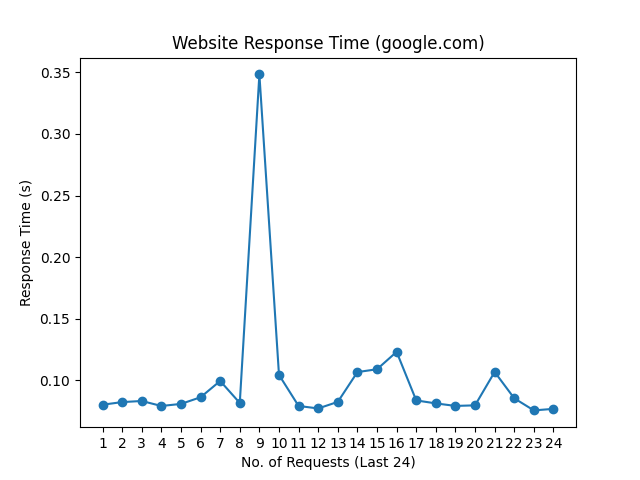 Website Response Time (google.com)
0.35
0.30
0.25
0.20
0.15
0.10
Response Time (s)
1 2 3 4 5 6 7 8 9 10 11 12 13 14 15 16 17 18 19 20 21 22 23 24
No. of Requests (Last 24)